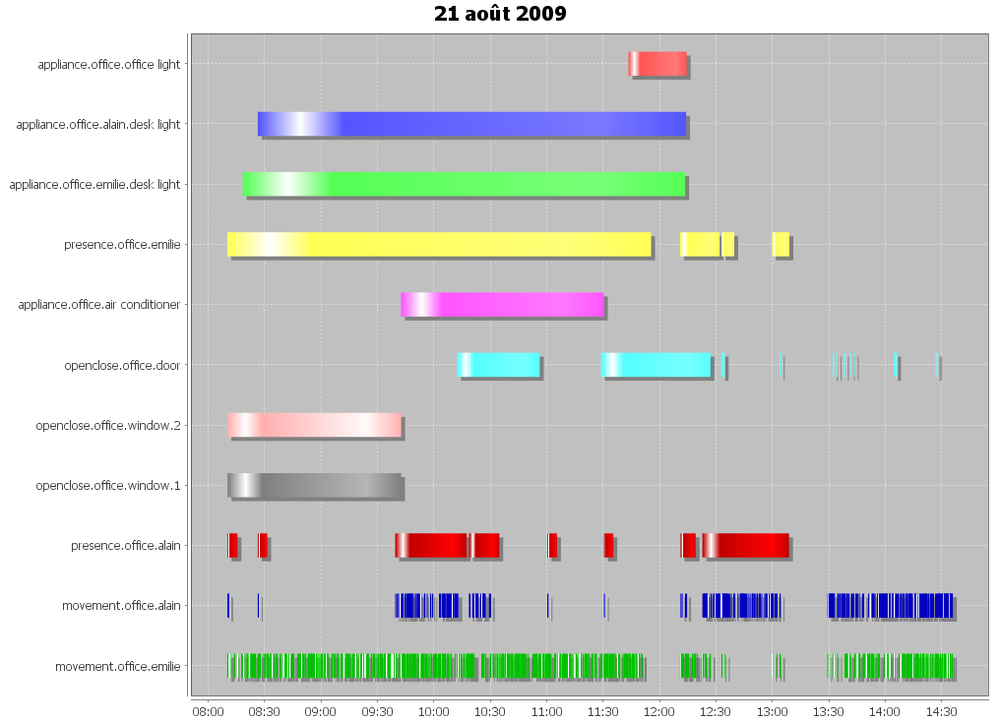 21 août 2009
appliance.office.office light
appliance.office.alain.desk light
appliance.office.emilie.desk light
presence.office.emilie
appliance.office.air conditioner
openclose.office.door
openclose.office.window.2
openclose.office.window.1
presence.office.alain
movement.office.alain
movement.office.emilie
08:00 08:30 09:00 09:30 10:00 10:30 11:00 11:30 12:00 12:30 13:00 13:30 14:00 14:30